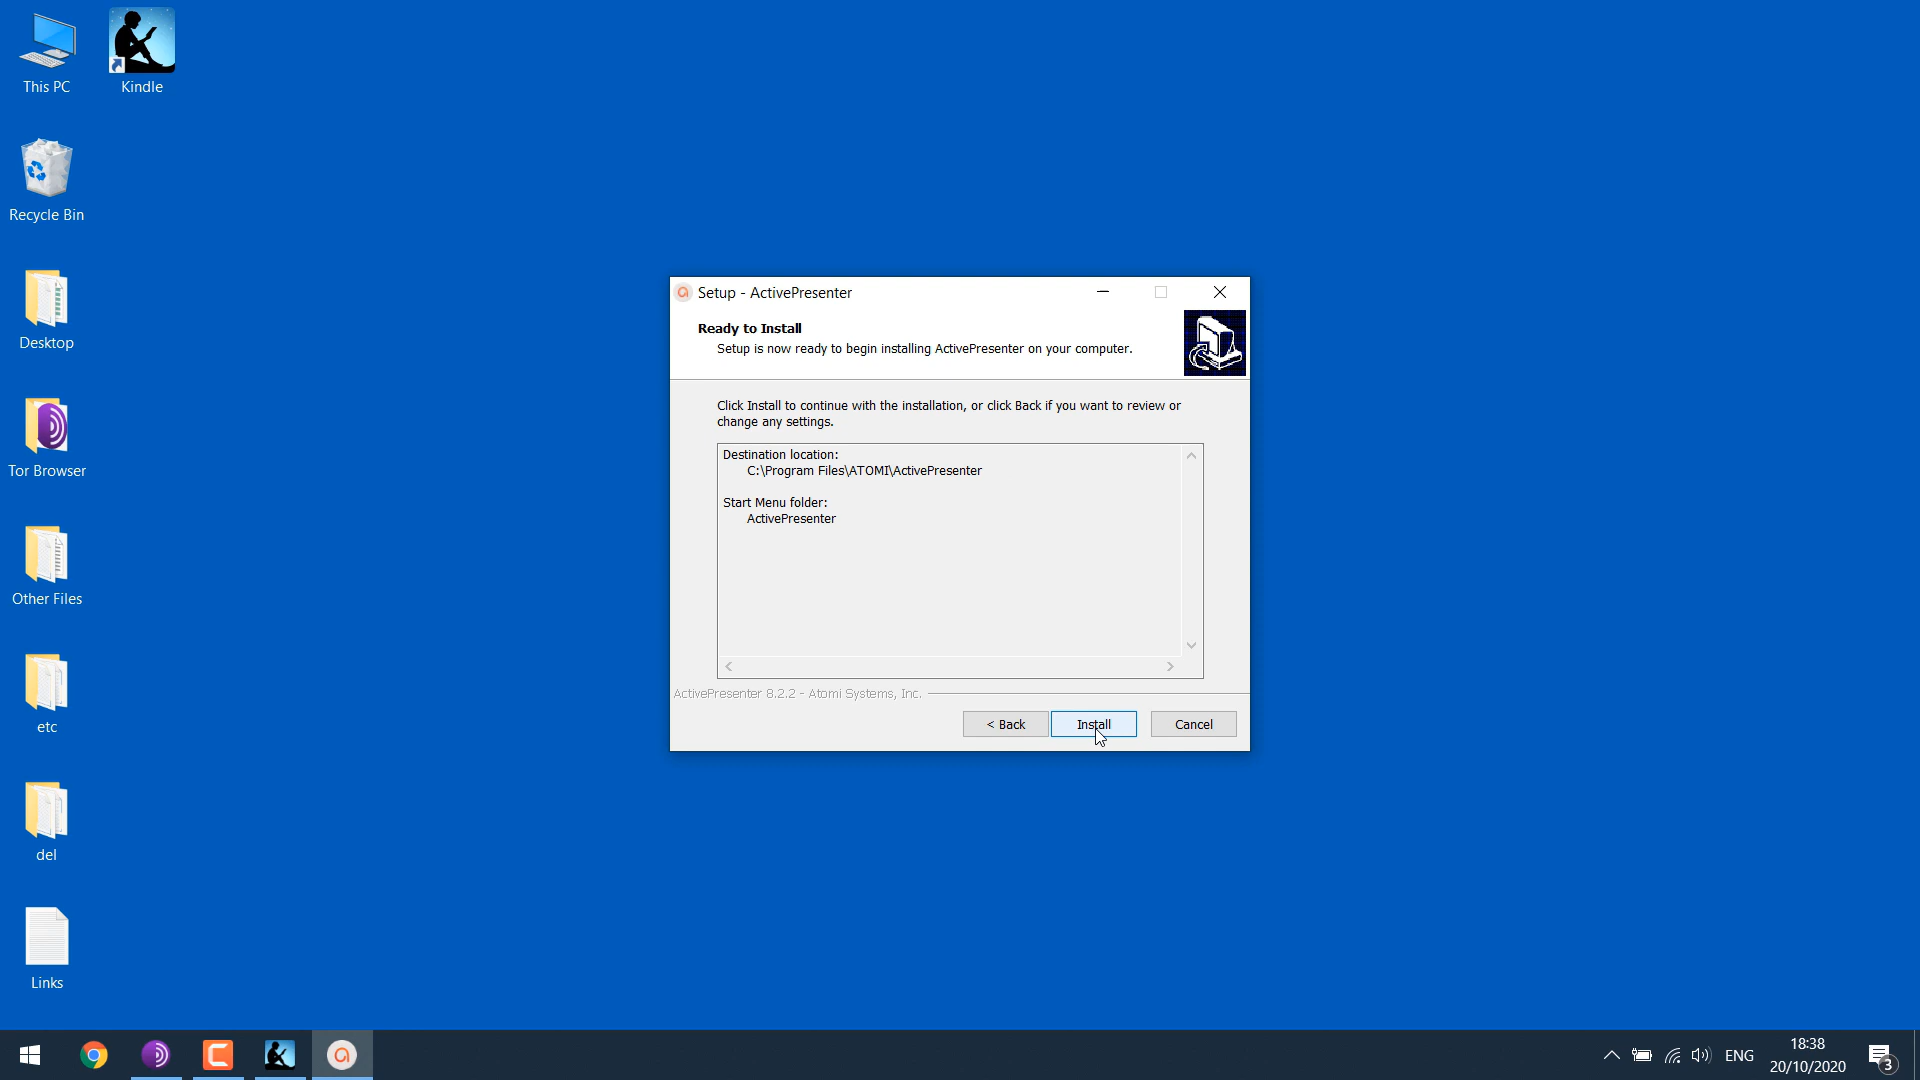 This PC
Kindle
Recycle Bin
Desktop
Tor Browser
Other Files
etc
del
Links
Setup - ActivePresenter
Ready to Install
Setup is now ready to begin installing ActivePresenter on your computer.
Click Install to continue with the installation, or click Back if you want to review or
change any settings.
Destination location:
C:\Program Files\ATOMI\ActivePresenter
Start Menu folder:
ActivePresenter
ActivePresenter 8.2.2 - Atomi Systems, Inc.
< Back
Install
Cancel
ENG
18:38
20/10/2020
3